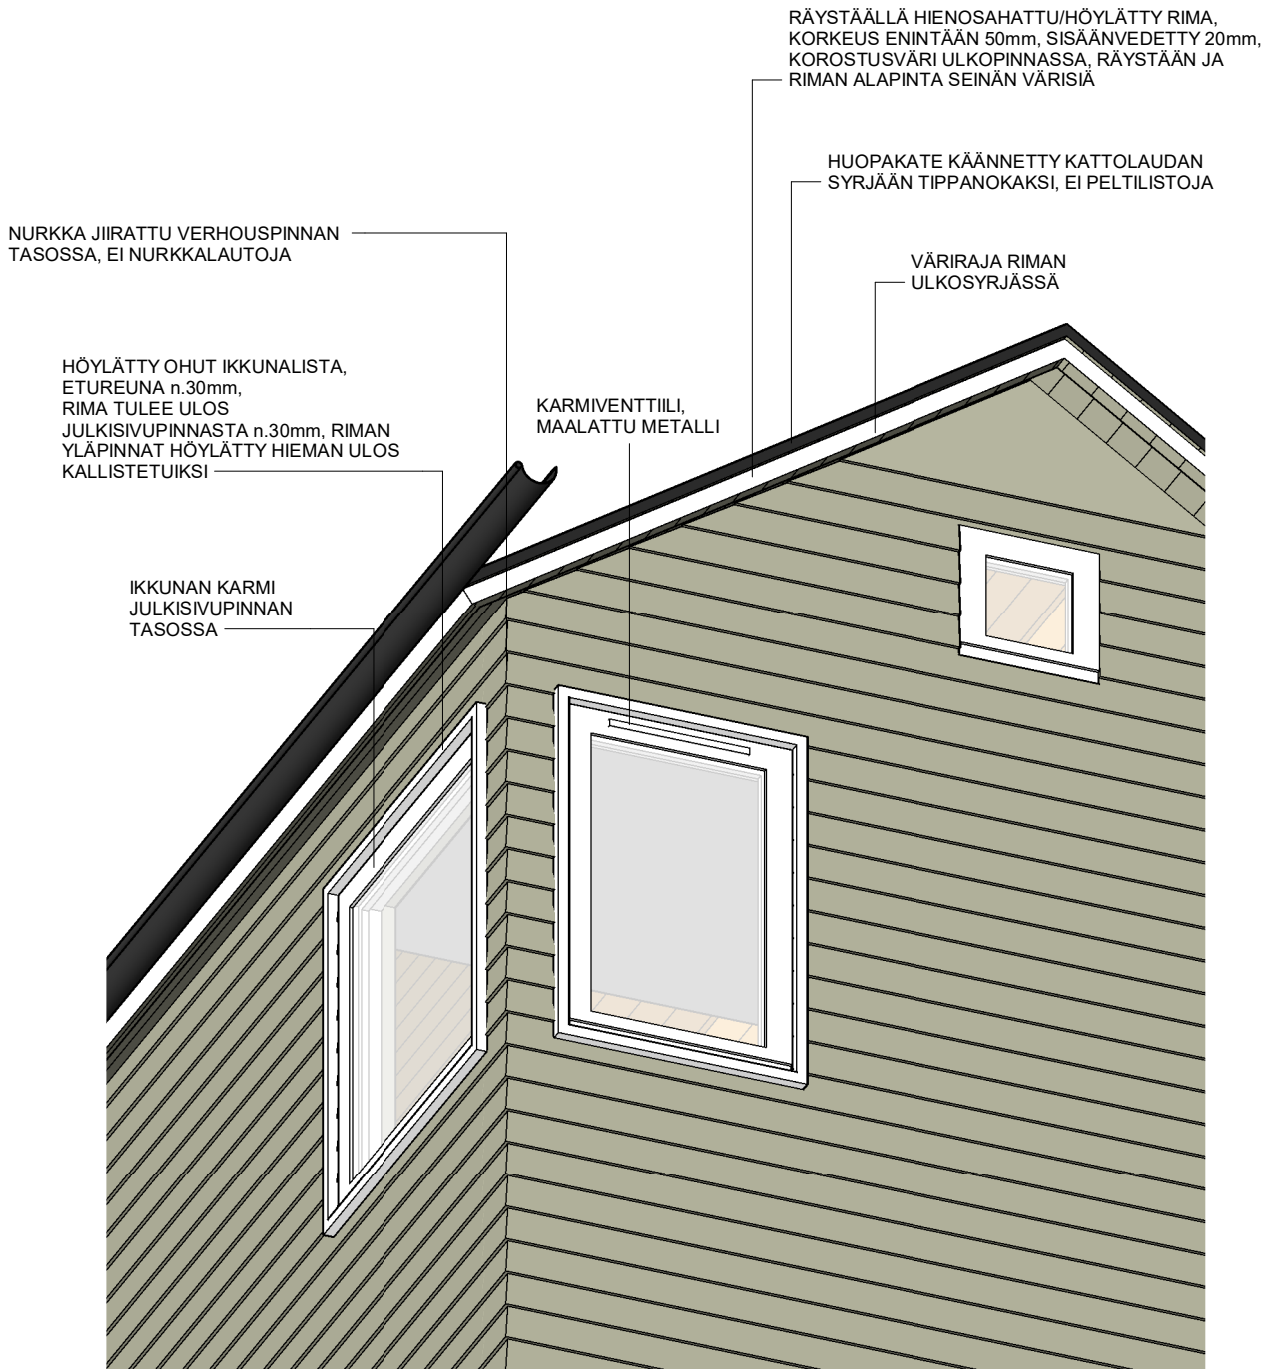 RÄYSTÄÄLLÄ HIENOSAHATTU/HÖYLÄTTY RIMA,
KORKEUS ENINTÄÄN 50mm, SISÄÄNVEDETTY 20mm,
KOROSTUSVÄRI ULKOPINNASSA, RÄYSTÄÄN JA
RIMAN ALAPINTA SEINÄN VÄRISIÄ
HUOPAKATE KÄÄNNETTY KATTOLAUDAN
SYRJÄÄN TIPPANOKAKSI, EI PELTILISTOJA
NURKKA JIIRATTU VERHOUSPINNAN
TASOSSA, EI NURKKALAUTOJA
VÄRIRAJA RIMAN
ULKOSYRJÄSSÄ
HÖYLÄTTY OHUT IKKUNALISTA,
ETUREUNA n.30mm,
RIMA TULEE ULOS
JULKISIVUPINNASTA n.30mm, RIMAN
YLÄPINNAT HÖYLÄTTY HIEMAN ULOS
KALLISTETUIKSI
KARMIVENTTIILI,
MAALATTU METALLI
IKKUNAN KARMI
JULKISIVUPINNAN
TASOSSA